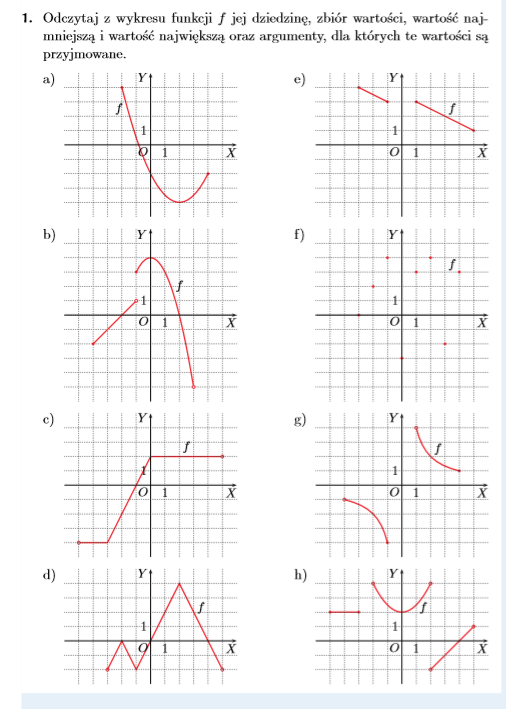 1. Odczytaj z wykresu funkcji f jej dziedzinę, zbiór wartości, wartość naj-
mniejszą i wartość największą oraz argumenty, dla których te wartości są
przyjmowane.
a) Y f 1 O 1 X
e) Y f 1 O 1 X
b) Y f 1 O 1 X
f) Y f 1 O 1 X
c) Y f 1 O 1 X
g) Y f 1 O 1 X
d) Y f 1 O 1 X
h) Y f 1 O 1 X